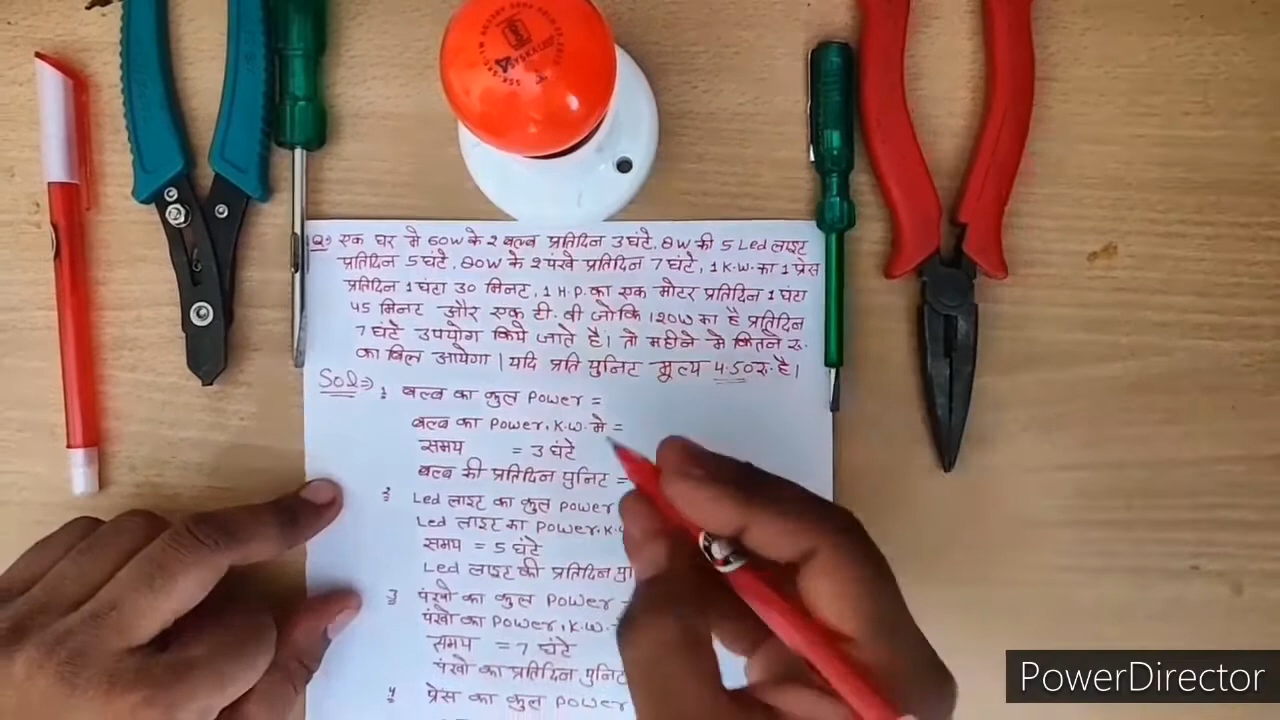 SYSKA LED
Q⇒ एक घर मे 60W के 2 बल्ब प्रतिदिन 3 घंटे, 8W की 5 Led लाइट
प्रतिदिन 5 घंटे, 80W के 2 पंखे प्रतिदिन 7 घंटे, 1 K.W. का 1 प्रेस
प्रतिदिन 1 घंटा 30 मिनट, 1 H.P. का एक मोटर प्रतिदिन 1 घंटा
45 मिनट और एक टी. वी जोकि 120W का है प्रतिदिन
7 घंटे उपयोग किये जाते है। तो महीने मे कितने रु.
का बिल आयेगा। यदि प्रति युनिट मूल्य 4.50 रु. है।
Sol⇒ 1 बल्ब का कुल Power =
बल्ब का Power, K.W. मे =
समय = 3 घंटे
बल्ब की प्रतिदिन युनिट =
2 Led लाइट का कुल Power
Led लाइट का Power, K.
समय = 5 घंटे
Led लाइट की प्रतिदिन यु
3 पंखो का कुल Power =
पंखो का Power, K.W. =
समय = 7 घंटे
पंखो का प्रतिदिन युनिट
4 प्रेस का कुल Power
PowerDirector